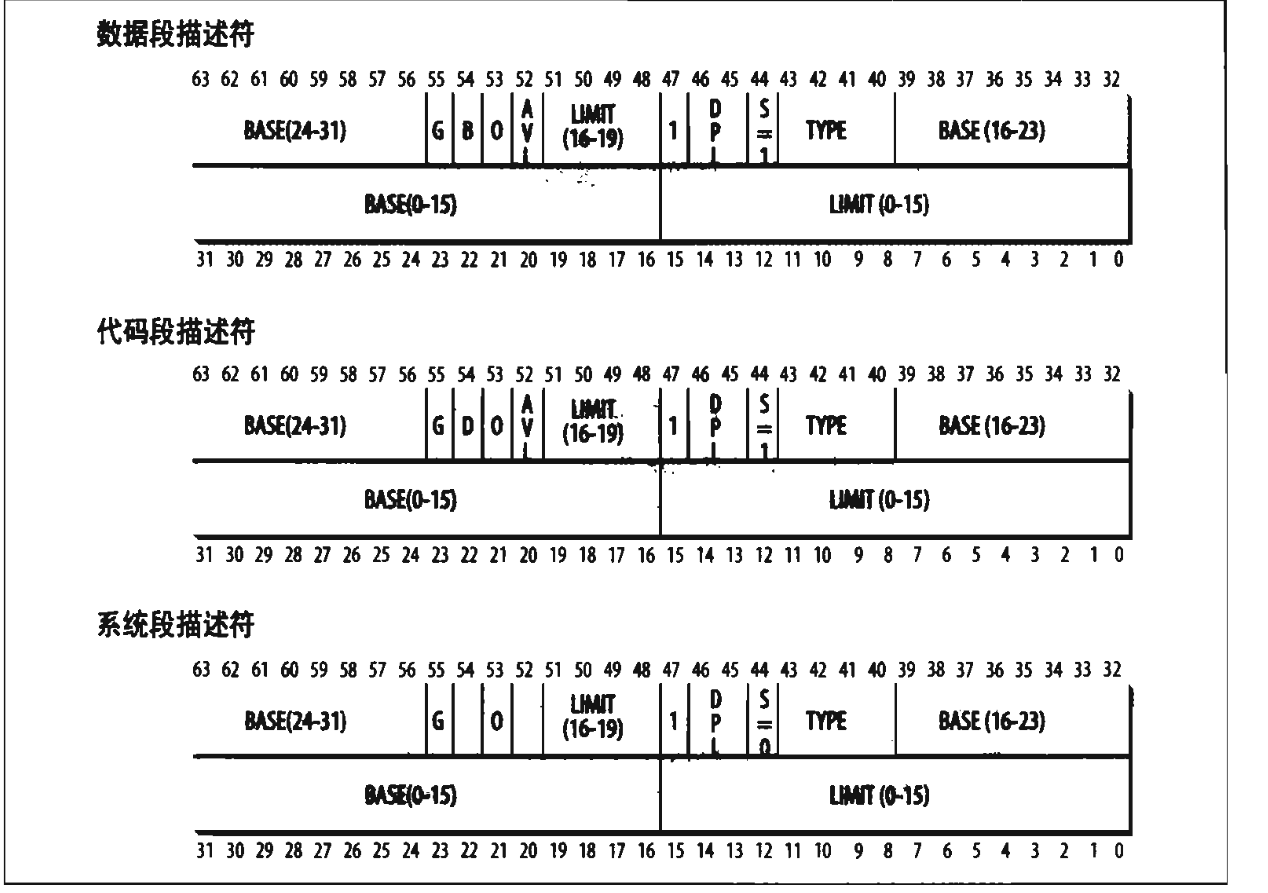 数据段描述符
63 62 61 60 59 58 57 56 55 54 53 52 51 50 49 48 47 46 45 44 43 42 41 40 39 38 37 36 35 34 33 32
BASE(24-31) G B 0 AVL LIMIT (16-19) 1 DPL S=1 TYPE BASE (16-23)
BASE(0-15) LIMIT (0-15)
31 30 29 28 27 26 25 24 23 22 21 20 19 18 17 16 15 14 13 12 11 10 9 8 7 6 5 4 3 2 1 0
代码段描述符
63 62 61 60 59 58 57 56 55 54 53 52 51 50 49 48 47 46 45 44 43 42 41 40 39 38 37 36 35 34 33 32
BASE(24-31) G D 0 AVL LIMIT (16-19) 1 DPL S=1 TYPE BASE (16-23)
BASE(0-15) LIMIT (0-15)
31 30 29 28 27 26 25 24 23 22 21 20 19 18 17 16 15 14 13 12 11 10 9 8 7 6 5 4 3 2 1 0
系统段描述符
63 62 61 60 59 58 57 56 55 54 53 52 51 50 49 48 47 46 45 44 43 42 41 40 39 38 37 36 35 34 33 32
BASE(24-31) G 0 LIMIT (16-19) 1 DPL S=0 TYPE BASE (16-23)
BASE(0-15) LIMIT (0-15)
31 30 29 28 27 26 25 24 23 22 21 20 19 18 17 16 15 14 13 12 11 10 9 8 7 6 5 4 3 2 1 0